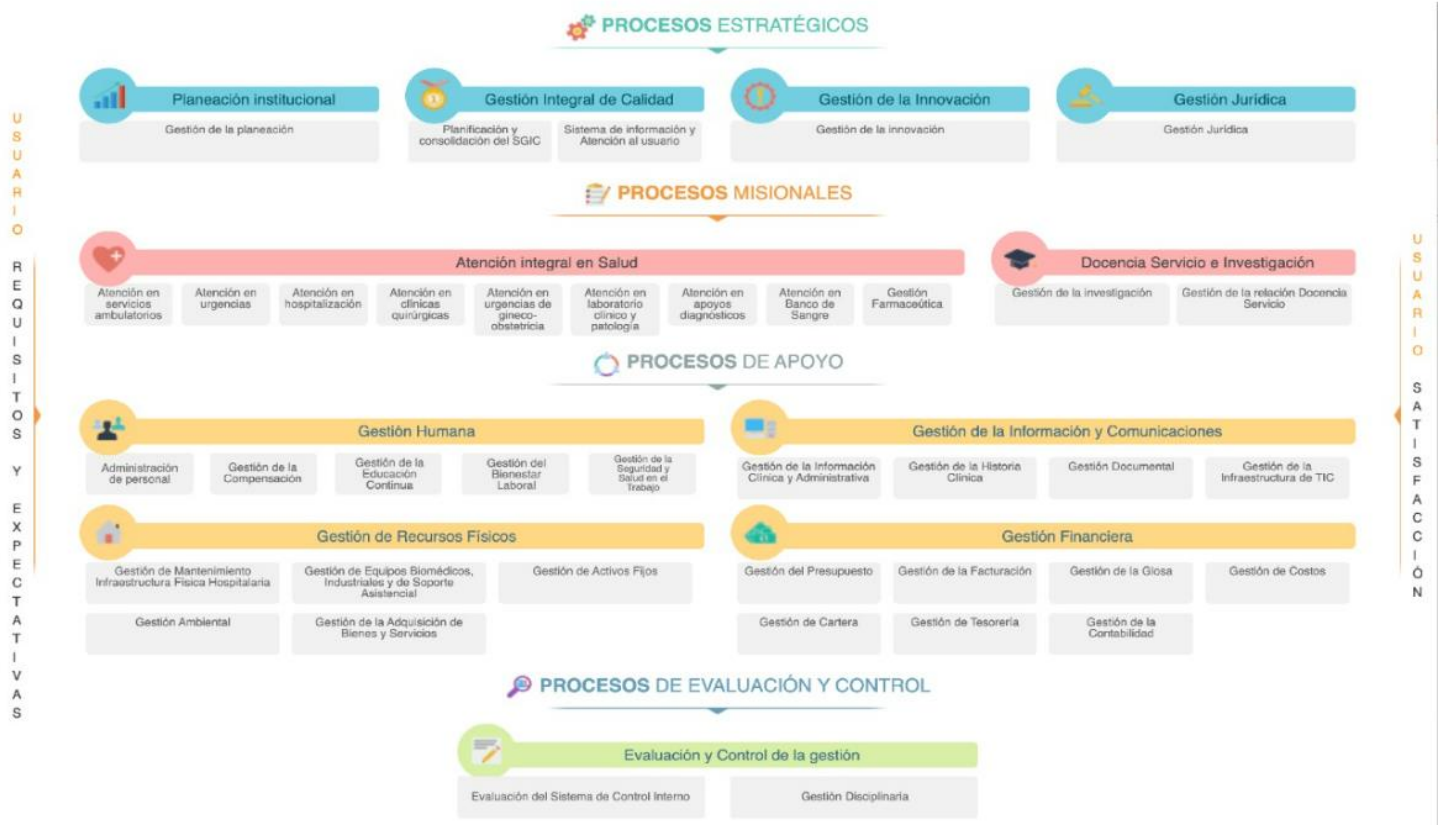 PROCESOS ESTRATÉGICOS
Planeación institucional
Gestión de la planeación
Gestión Integral de Calidad
Planificación y
consolidación del SGIC
Sistema de información y
Atención al usuario
Gestión de la Innovación
Gestión de la innovación
Gestión Jurídica
Gestión Jurídica
USUARIO REQUISITOS Y EXPECTATIVAS
PROCESOS MISIONALES
Atención integral en Salud
Atención en
servicios
ambulatorios
Atención en
urgencias
Atención en
hospitalización
Atención en
clínicas
quirúrgicas
Atención en
urgencias de
gineco-
obstetricia
Atención en
laboratorio
clínico y
patología
Atención en
apoyos
diagnósticos
Atención en
Banco de
Sangre
Gestión
Farmaceútica
Docencia Servicio e Investigación
Gestión de la investigación
Gestión de la relación Docencia
Servicio
USUARIO SATISFACCIÓN
PROCESOS DE APOYO
Gestión Humana
Administración
de personal
Gestión de la
Compensación
Gestión de la
Educación
Continua
Gestión del
Bienestar
Laboral
Gestión de la
Seguridad y
Salud en el
Trabajo
Gestión de la Información y Comunicaciones
Gestión de la Información
Clínica y Administrativa
Gestión de la Historia
Clínica
Gestión Documental
Gestión de la
Infraestructura de TIC
Gestión de Recursos Físicos
Gestión de Mantenimiento
Infraestructura Física Hospitalaria
Gestión de Equipos Biomédicos,
Industriales y de Soporte
Asistencial
Gestión de Activos Fijos
Gestión Ambiental
Gestión de la Adquisición de
Bienes y Servicios
Gestión Financiera
Gestión del Presupuesto
Gestión de la Facturación
Gestión de la Glosa
Gestión de Costos
Gestión de Cartera
Gestión de Tesorería
Gestión de la
Contabilidad
PROCESOS DE EVALUACIÓN Y CONTROL
Evaluación y Control de la gestión
Evaluación del Sistema de Control Interno
Gestión Disciplinaria